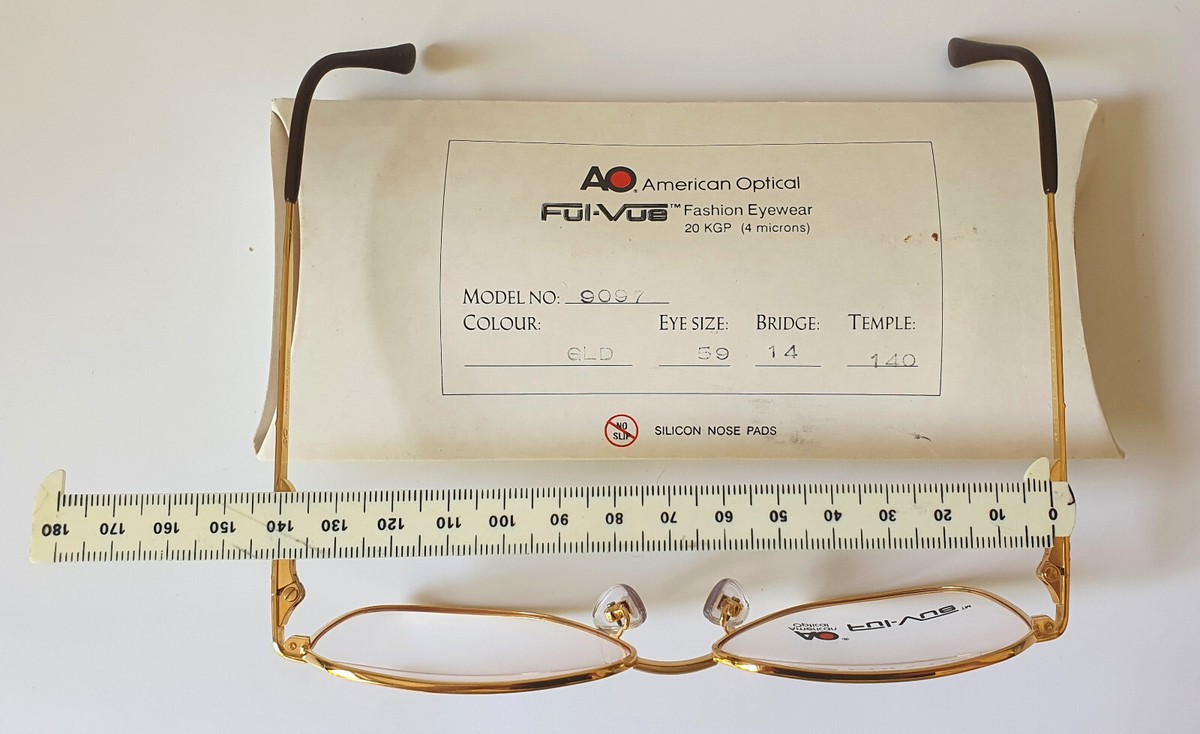 AO American Optical
Ful-Vue™ Fashion Eyewear
20 KGP (4 microns)
MODEL NO: 9097
COLOUR: EYE SIZE: BRIDGE: TEMPLE:
GLD 59 14 140
NO SLIP SILICON NOSE PADS
180 170 160 150 140 130 120 110 100 90 80 70 60 50 40 30 20 10 0
AO® Ful-Vue™
American
Optical